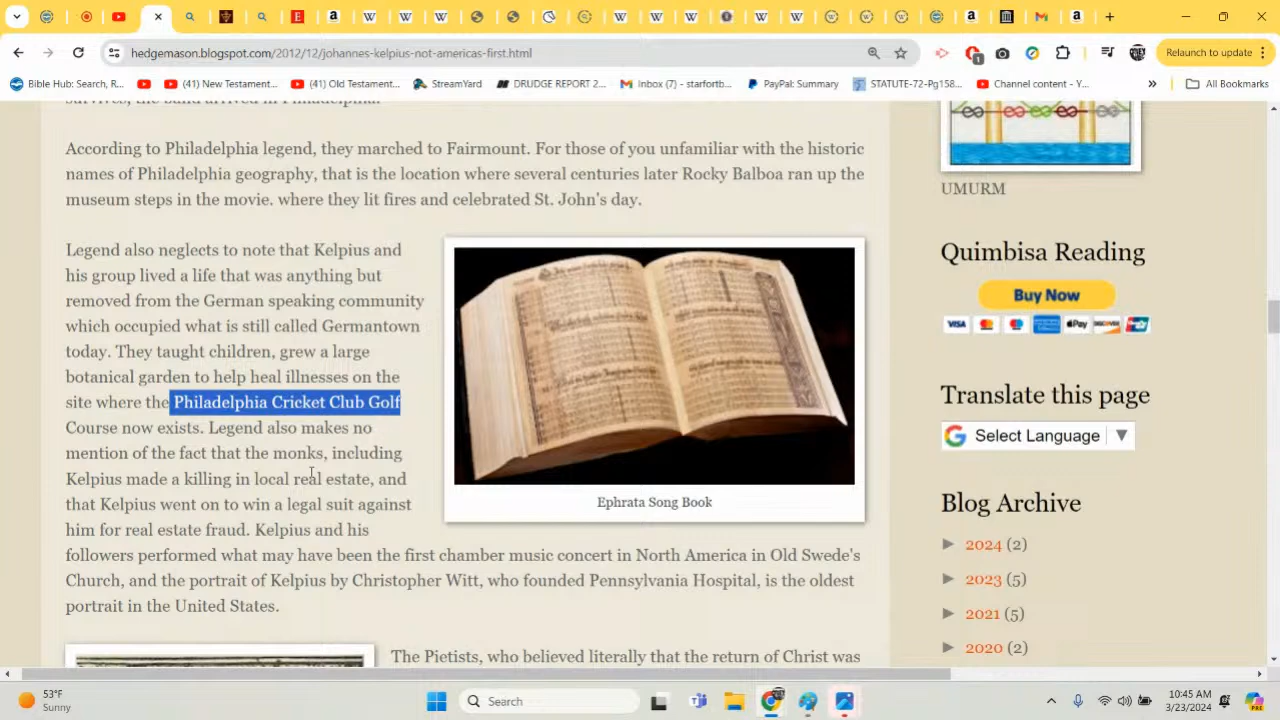 hedgemason.blogspot.com/2012/12/johannes-kelpius-not-americas-first.html
Relaunch to update
Bible Hub: Search, R...
(41) New Testament...
(41) Old Testament...
StreamYard
DRUDGE REPORT 2...
Inbox (7) - starfortb...
PayPal: Summary
STATUTE-72-Pg158...
Channel content - Y...
»
All Bookmarks
survives, the band arrived in Philadelphia.
According to Philadelphia legend, they marched to Fairmount. For those of you unfamiliar with the historic
names of Philadelphia geography, that is the location where several centuries later Rocky Balboa ran up the
museum steps in the movie. where they lit fires and celebrated St. John's day.
Legend also neglects to note that Kelpius and
his group lived a life that was anything but
removed from the German speaking community
which occupied what is still called Germantown
today. They taught children, grew a large
botanical garden to help heal illnesses on the
site where the Philadelphia Cricket Club Golf
Course now exists. Legend also makes no
mention of the fact that the monks, including
Kelpius made a killing in local real estate, and
that Kelpius went on to win a legal suit against
him for real estate fraud. Kelpius and his
followers performed what may have been the first chamber music concert in North America in Old Swede's
Church, and the portrait of Kelpius by Christopher Witt, who founded Pennsylvania Hospital, is the oldest
portrait in the United States.
Ephrata Song Book
The Pietists, who believed literally that the return of Christ was
UMURM
Quimbisa Reading
Buy Now
VISA
Pay
DISCOVER
Translate this page
Select Language ▼
Blog Archive
► 2024 (2)
► 2023 (5)
► 2021 (5)
► 2020 (2)
53°F
Sunny
Search
10:45 AM
3/23/2024